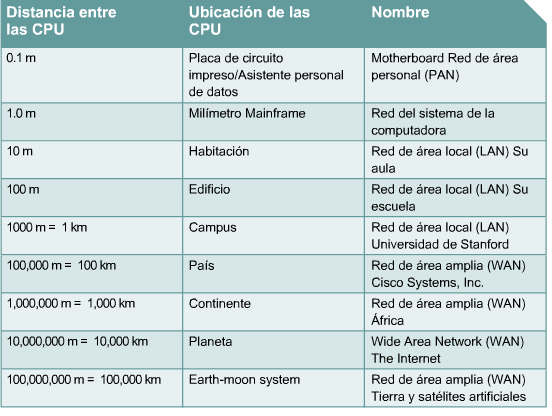 Distancia entre las CPU | Ubicación de las CPU | Nombre
0.1 m | Placa de circuito impreso/Asistente personal de datos | Motherboard Red de área personal (PAN)
1.0 m | Milímetro Mainframe | Red del sistema de la computadora
10 m | Habitación | Red de área local (LAN) Su aula
100 m | Edificio | Red de área local (LAN) Su escuela
1000 m = 1 km | Campus | Red de área local (LAN) Universidad de Stanford
100,000 m = 100 km | País | Red de área amplia (WAN) Cisco Systems, Inc.
1,000,000 m = 1,000 km | Continente | Red de área amplia (WAN) África
10,000,000 m = 10,000 km | Planeta | Wide Area Network (WAN) The Internet
100,000,000 m = 100,000 km | Earth-moon system | Red de área amplia (WAN) Tierra y satélites artificiales